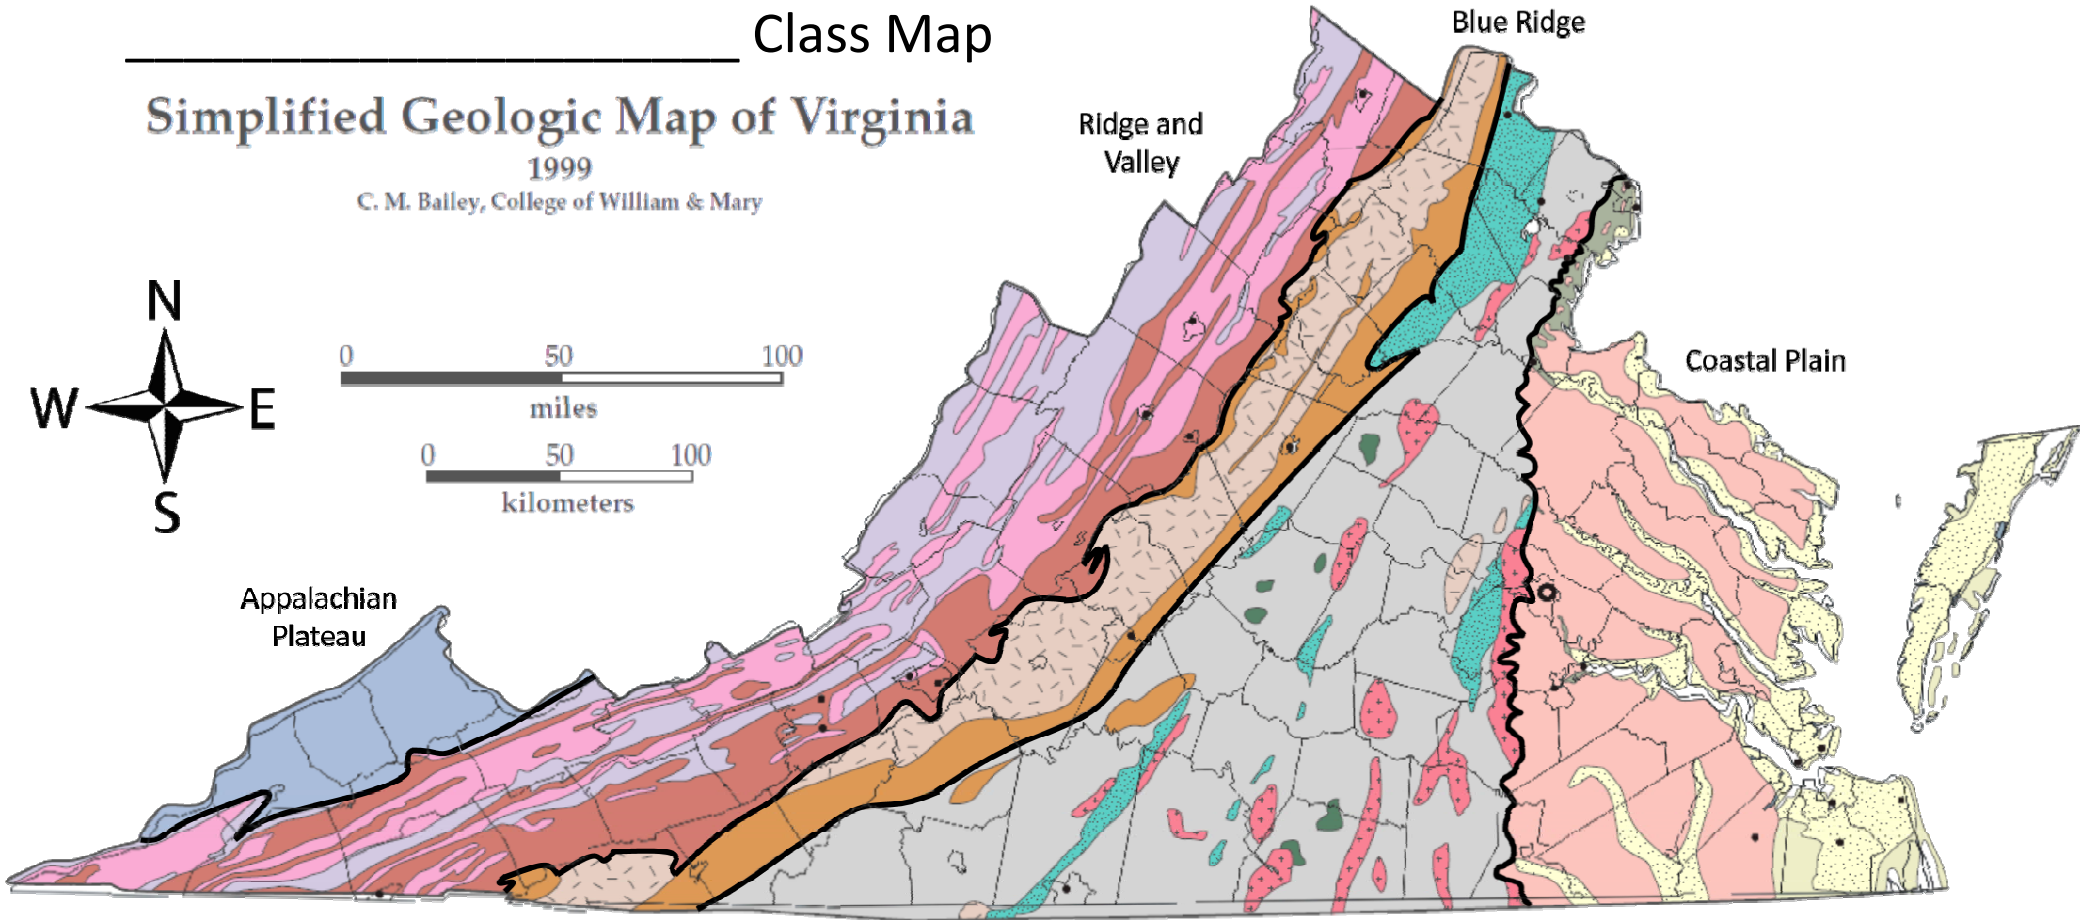 ____________________ Class Map
Simplified Geologic Map of Virginia
1999
C. M. Bailey, College of William & Mary
Blue Ridge
Ridge and
Valley
N
W E
S
0 50 100
miles
0 50 100
kilometers
Coastal Plain
Appalachian
Plateau